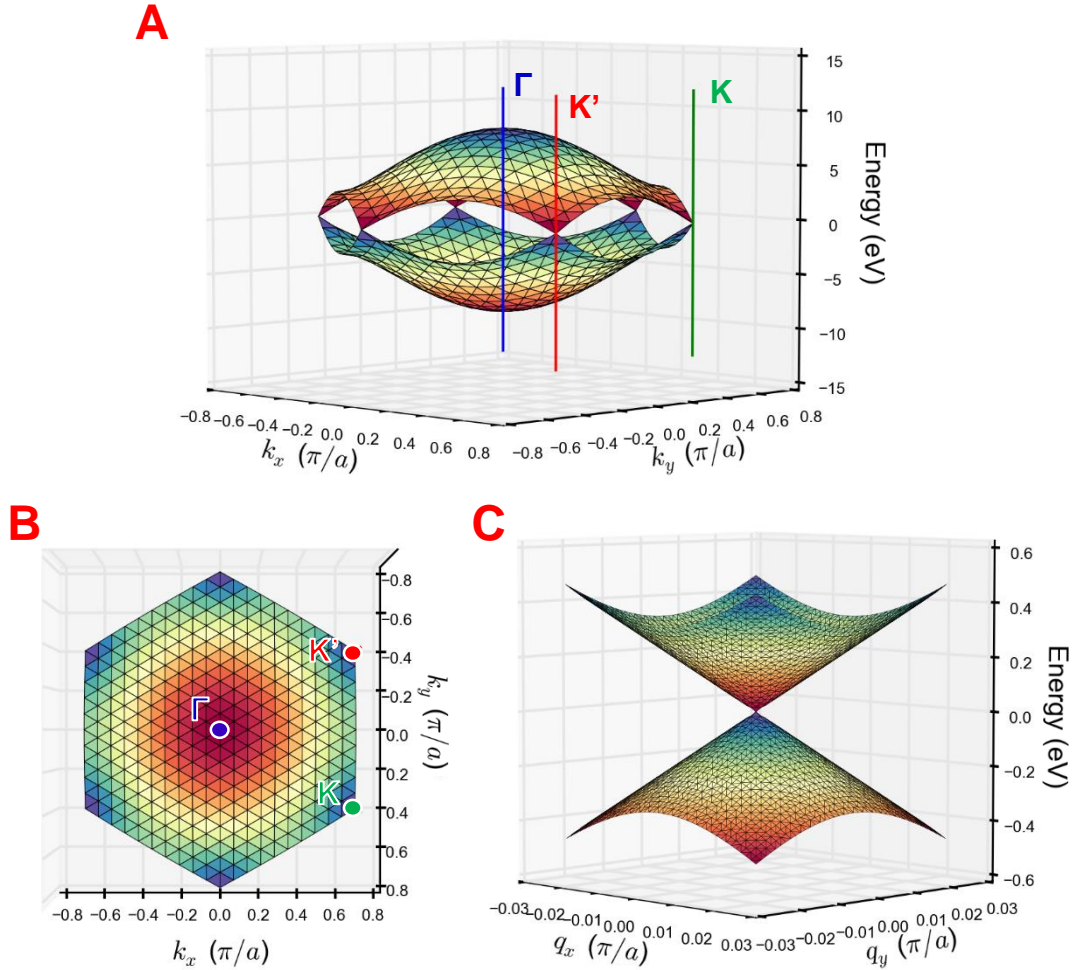 A
Γ
K'
K
15
10
5
0
−5
−10
−15
Energy (eV)
−0.8 −0.6 −0.4 −0.2 0.0 0.2 0.4 0.6 0.8
k_x (π/a)
−0.8 −0.6 −0.4 −0.2 0.0 0.2 0.4 0.6 0.8
k_y (π/a)
B
K'
Γ
K
−0.8
−0.6
−0.4
−0.2
0.0
0.2
0.4
0.6
0.8
k_y (π/a)
−0.8 −0.6 −0.4 −0.2 0.0 0.2 0.4 0.6 0.8
k_x (π/a)
C
0.6
0.4
0.2
0.0
−0.2
−0.4
−0.6
Energy (eV)
−0.03 −0.02 −0.01 0.00 0.01 0.02 0.03
q_x (π/a)
−0.03 −0.02 −0.01 0.00 0.01 0.02 0.03
q_y (π/a)